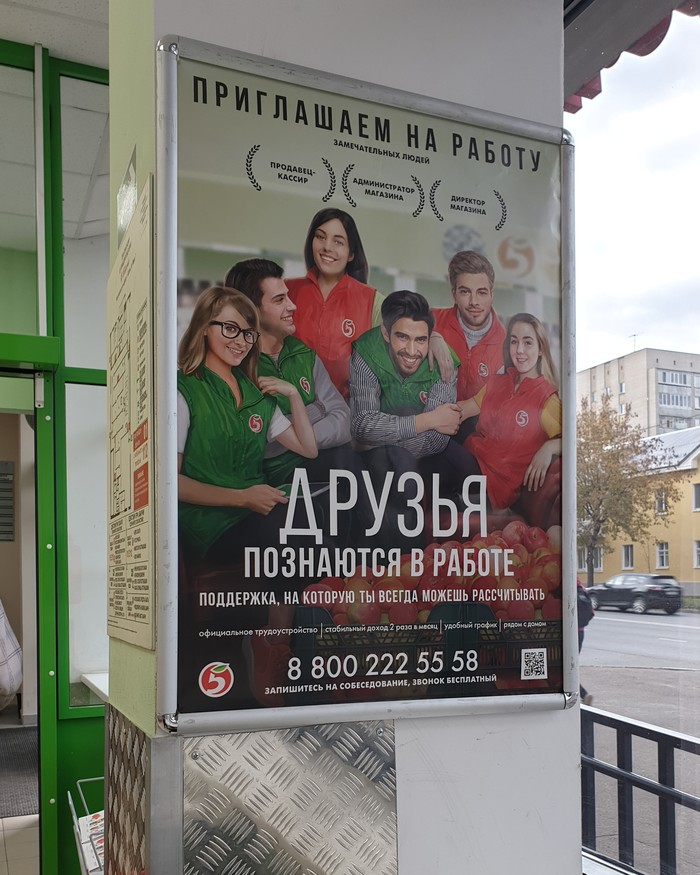 ПРИГЛАШАЕМ НА РАБОТУ
ЗАМЕЧАТЕЛЬНЫХ ЛЮДЕЙ
ПРОДАВЕЦ-
КАССИР
АДМИНИСТРАТОР
МАГАЗИНА
ДИРЕКТОР
МАГАЗИНА
ДРУЗЬЯ
ПОЗНАЮТСЯ В РАБОТЕ
ПОДДЕРЖКА, НА КОТОРУЮ ТЫ ВСЕГДА МОЖЕШЬ РАССЧИТЫВАТЬ
официальное трудоустройство | стабильный доход 2 раза в месяц | удобный график | рядом с домом
5
8 800 222 55 58
ЗАПИШИТЕСЬ НА СОБЕСЕДОВАНИЕ, ЗВОНОК БЕСПЛАТНЫЙ